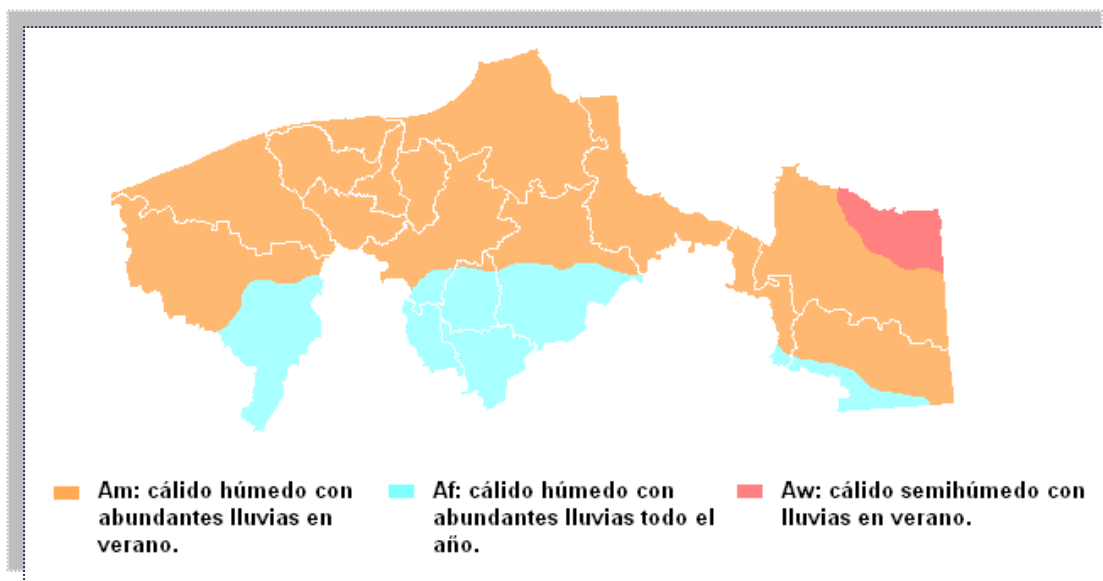 Am: cálido húmedo con
abundantes lluvias en
verano.
Af: cálido húmedo con
abundantes lluvias todo el
año.
Aw: cálido semihúmedo con
lluvias en verano.